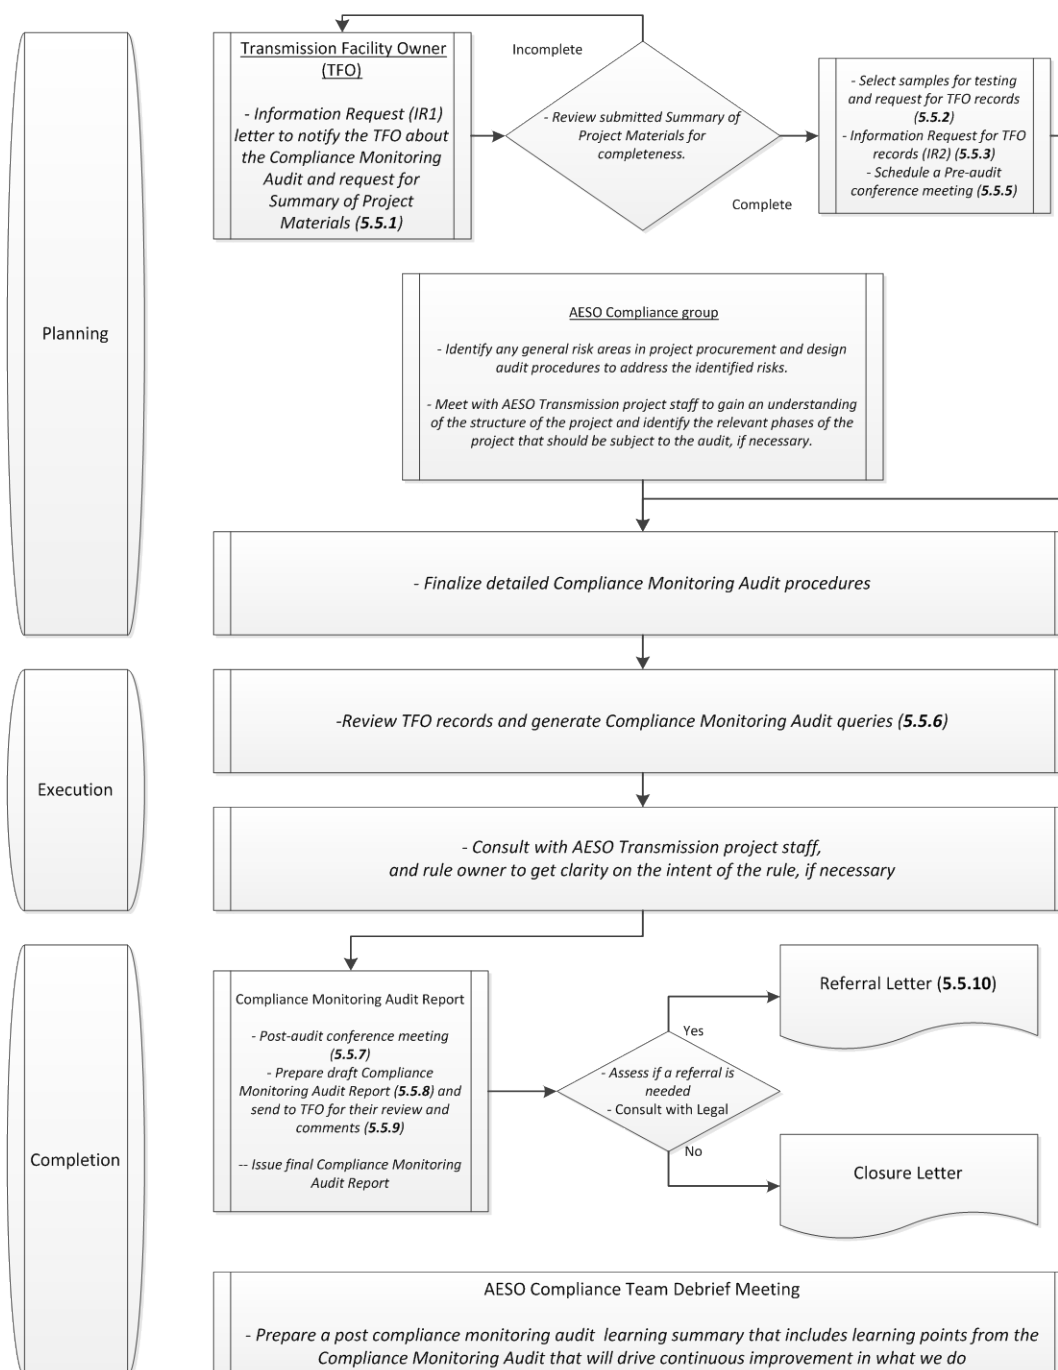 Planning
Transmission Facility Owner
(TFO)
- Information Request (IR1)
letter to notify the TFO about
the Compliance Monitoring
Audit and request for
Summary of Project
Materials (5.5.1)
Incomplete
- Review submitted Summary of
Project Materials for
completeness.
Complete
- Select samples for testing
and request for TFO records
(5.5.2)
- Information Request for TFO
records (IR2) (5.5.3)
- Schedule a Pre-audit
conference meeting (5.5.5)
AESO Compliance group
- Identify any general risk areas in project procurement and design
audit procedures to address the identified risks.
- Meet with AESO Transmission project staff to gain an understanding
of the structure of the project and identify the relevant phases of the
project that should be subject to the audit, if necessary.
- Finalize detailed Compliance Monitoring Audit procedures
Execution
-Review TFO records and generate Compliance Monitoring Audit queries (5.5.6)
- Consult with AESO Transmission project staff,
and rule owner to get clarity on the intent of the rule, if necessary
Completion
Compliance Monitoring Audit Report
- Post-audit conference meeting
(5.5.7)
- Prepare draft Compliance
Monitoring Audit Report (5.5.8) and
send to TFO for their review and
comments (5.5.9)
-- Issue final Compliance Monitoring
Audit Report
Yes
- Assess if a referral is
needed
- Consult with Legal
No
Referral Letter (5.5.10)
Closure Letter
AESO Compliance Team Debrief Meeting
- Prepare a post compliance monitoring audit learning summary that includes learning points from the
Compliance Monitoring Audit that will drive continuous improvement in what we do